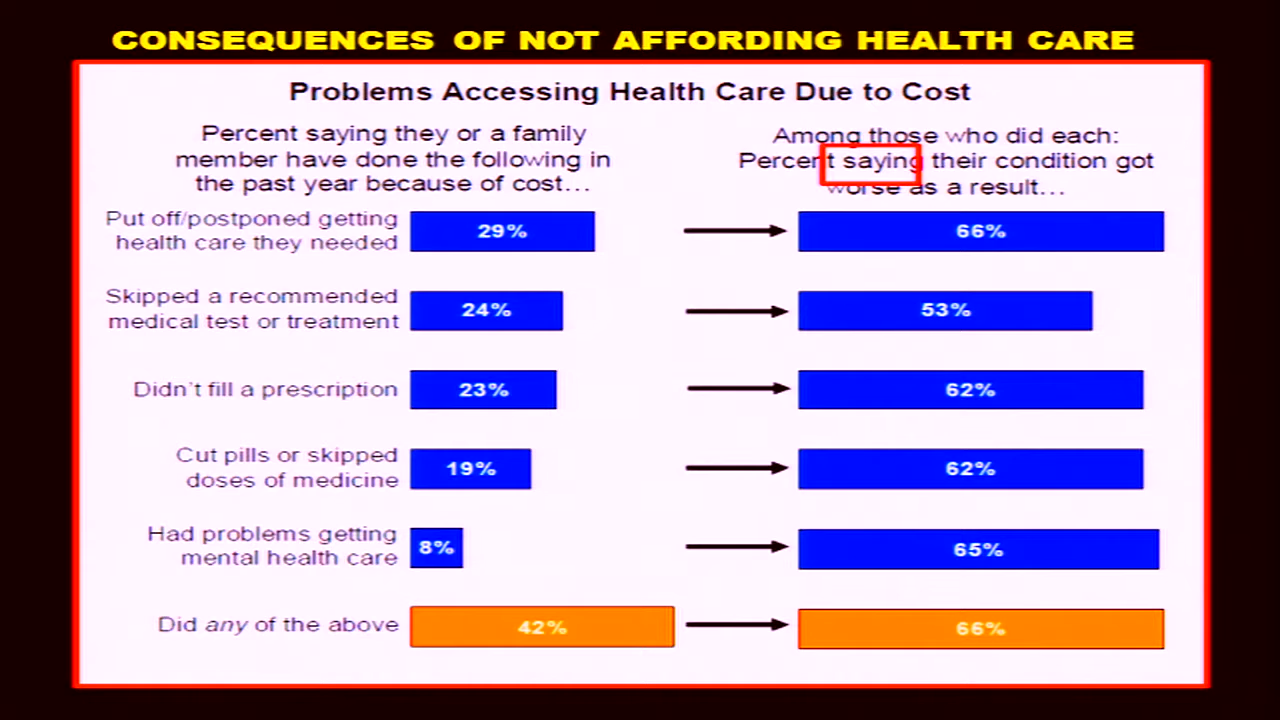 CONSEQUENCES OF NOT AFFORDING HEALTH CARE
Problems Accessing Health Care Due to Cost
Percent saying they or a family
member have done the following in
the past year because of cost…
Among those who did each:
Percent saying their condition got
worse as a result…
Put off/postponed getting
health care they needed
29%
66%
Skipped a recommended
medical test or treatment
24%
53%
Didn't fill a prescription
23%
62%
Cut pills or skipped
doses of medicine
19%
62%
Had problems getting
mental health care
8%
65%
Did any of the above
42%
66%